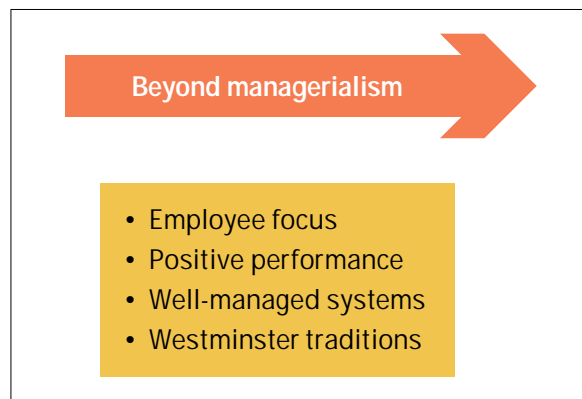 Beyond managerialism
• Employee focus
• Positive performance
• Well-managed systems
• Westminster traditions